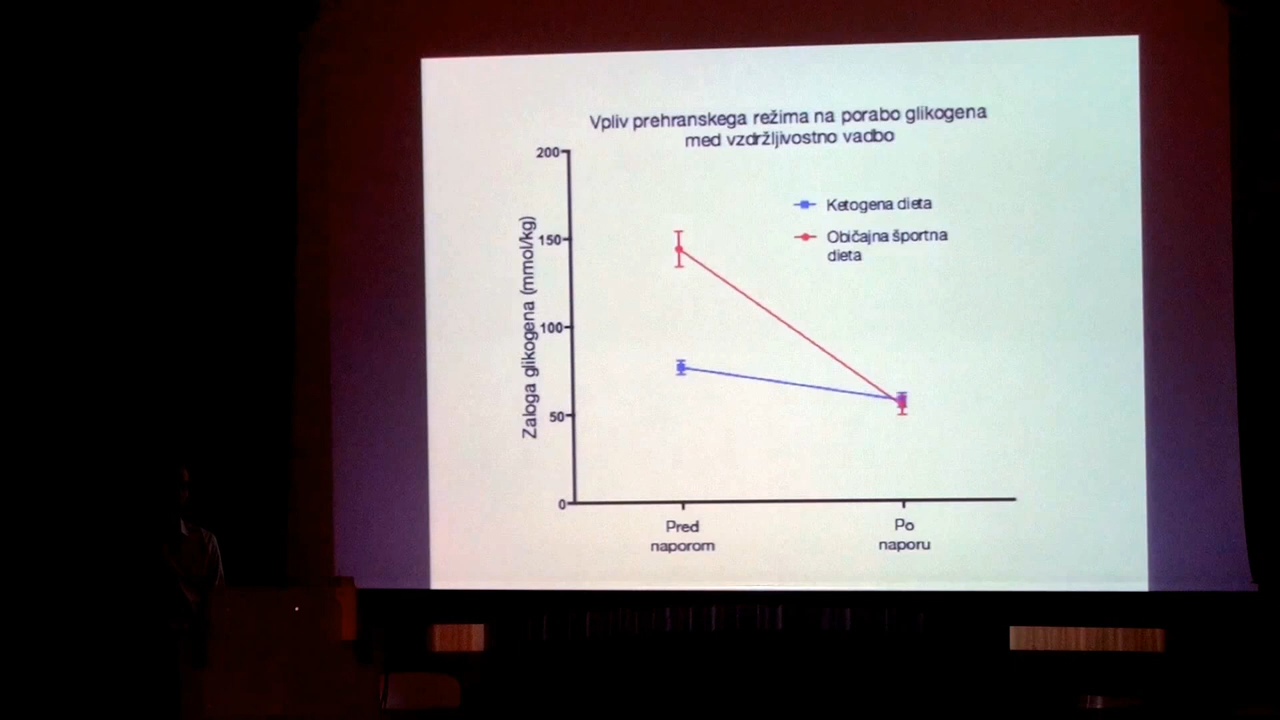 Vpliv prehranskega režima na porabo glikogena
med vzdržljivostno vadbo
200
150
100
50
0
Zaloga glikogena (mmol/kg)
Ketogena dieta
Običajna športna
dieta
Pred
naporom
Po
naporu